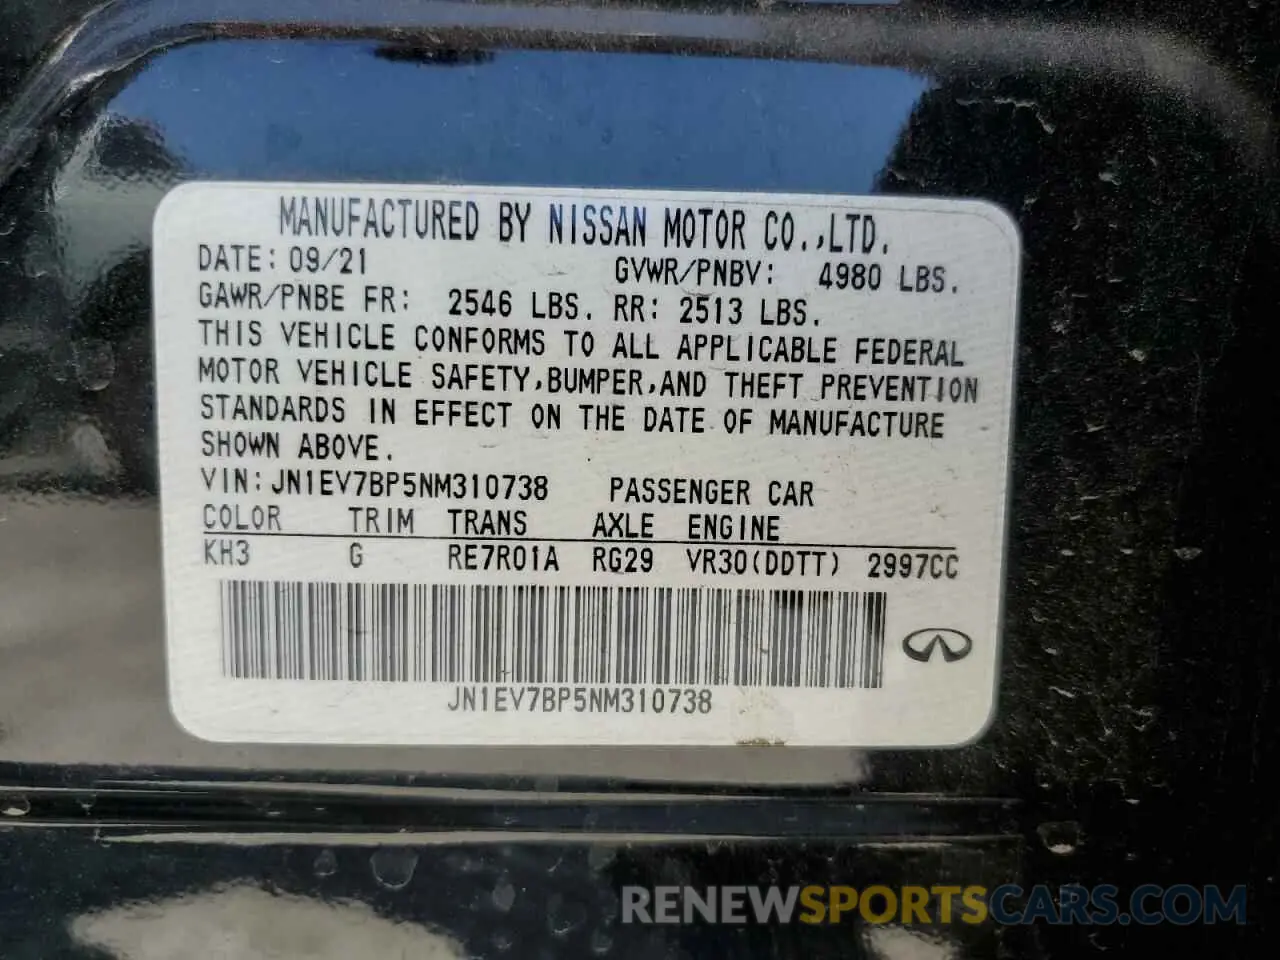 MANUFACTURED BY NISSAN MOTOR CO.,LTD.
DATE: 09/21 GVWR/PNBV: 4980 LBS.
GAWR/PNBE FR: 2546 LBS. RR: 2513 LBS.
THIS VEHICLE CONFORMS TO ALL APPLICABLE FEDERAL
MOTOR VEHICLE SAFETY,BUMPER,AND THEFT PREVENTION
STANDARDS IN EFFECT ON THE DATE OF MANUFACTURE
SHOWN ABOVE.
VIN: JN1EV7BP5NM310738 PASSENGER CAR
COLOR TRIM TRANS AXLE ENGINE
KH3 G RE7R01A RG29 VR30(DDTT) 2997CC
JN1EV7BP5NM310738
RENEWSPORTSCARS.COM